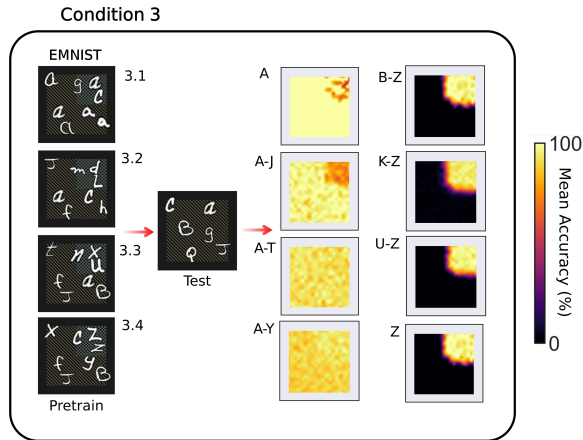 Condition 3
EMNIST
3.1
a g a
c
a a
a a
3.2
J m q
L
a c h
f
3.3
t n x
u
f a B
J
3.4
x c z
z
f y B
J
Pretrain
c a
B g
J
Q
Test
A
A-J
A-T
A-Y
B-Z
K-Z
U-Z
Z
100
Mean Accuracy (%)
0